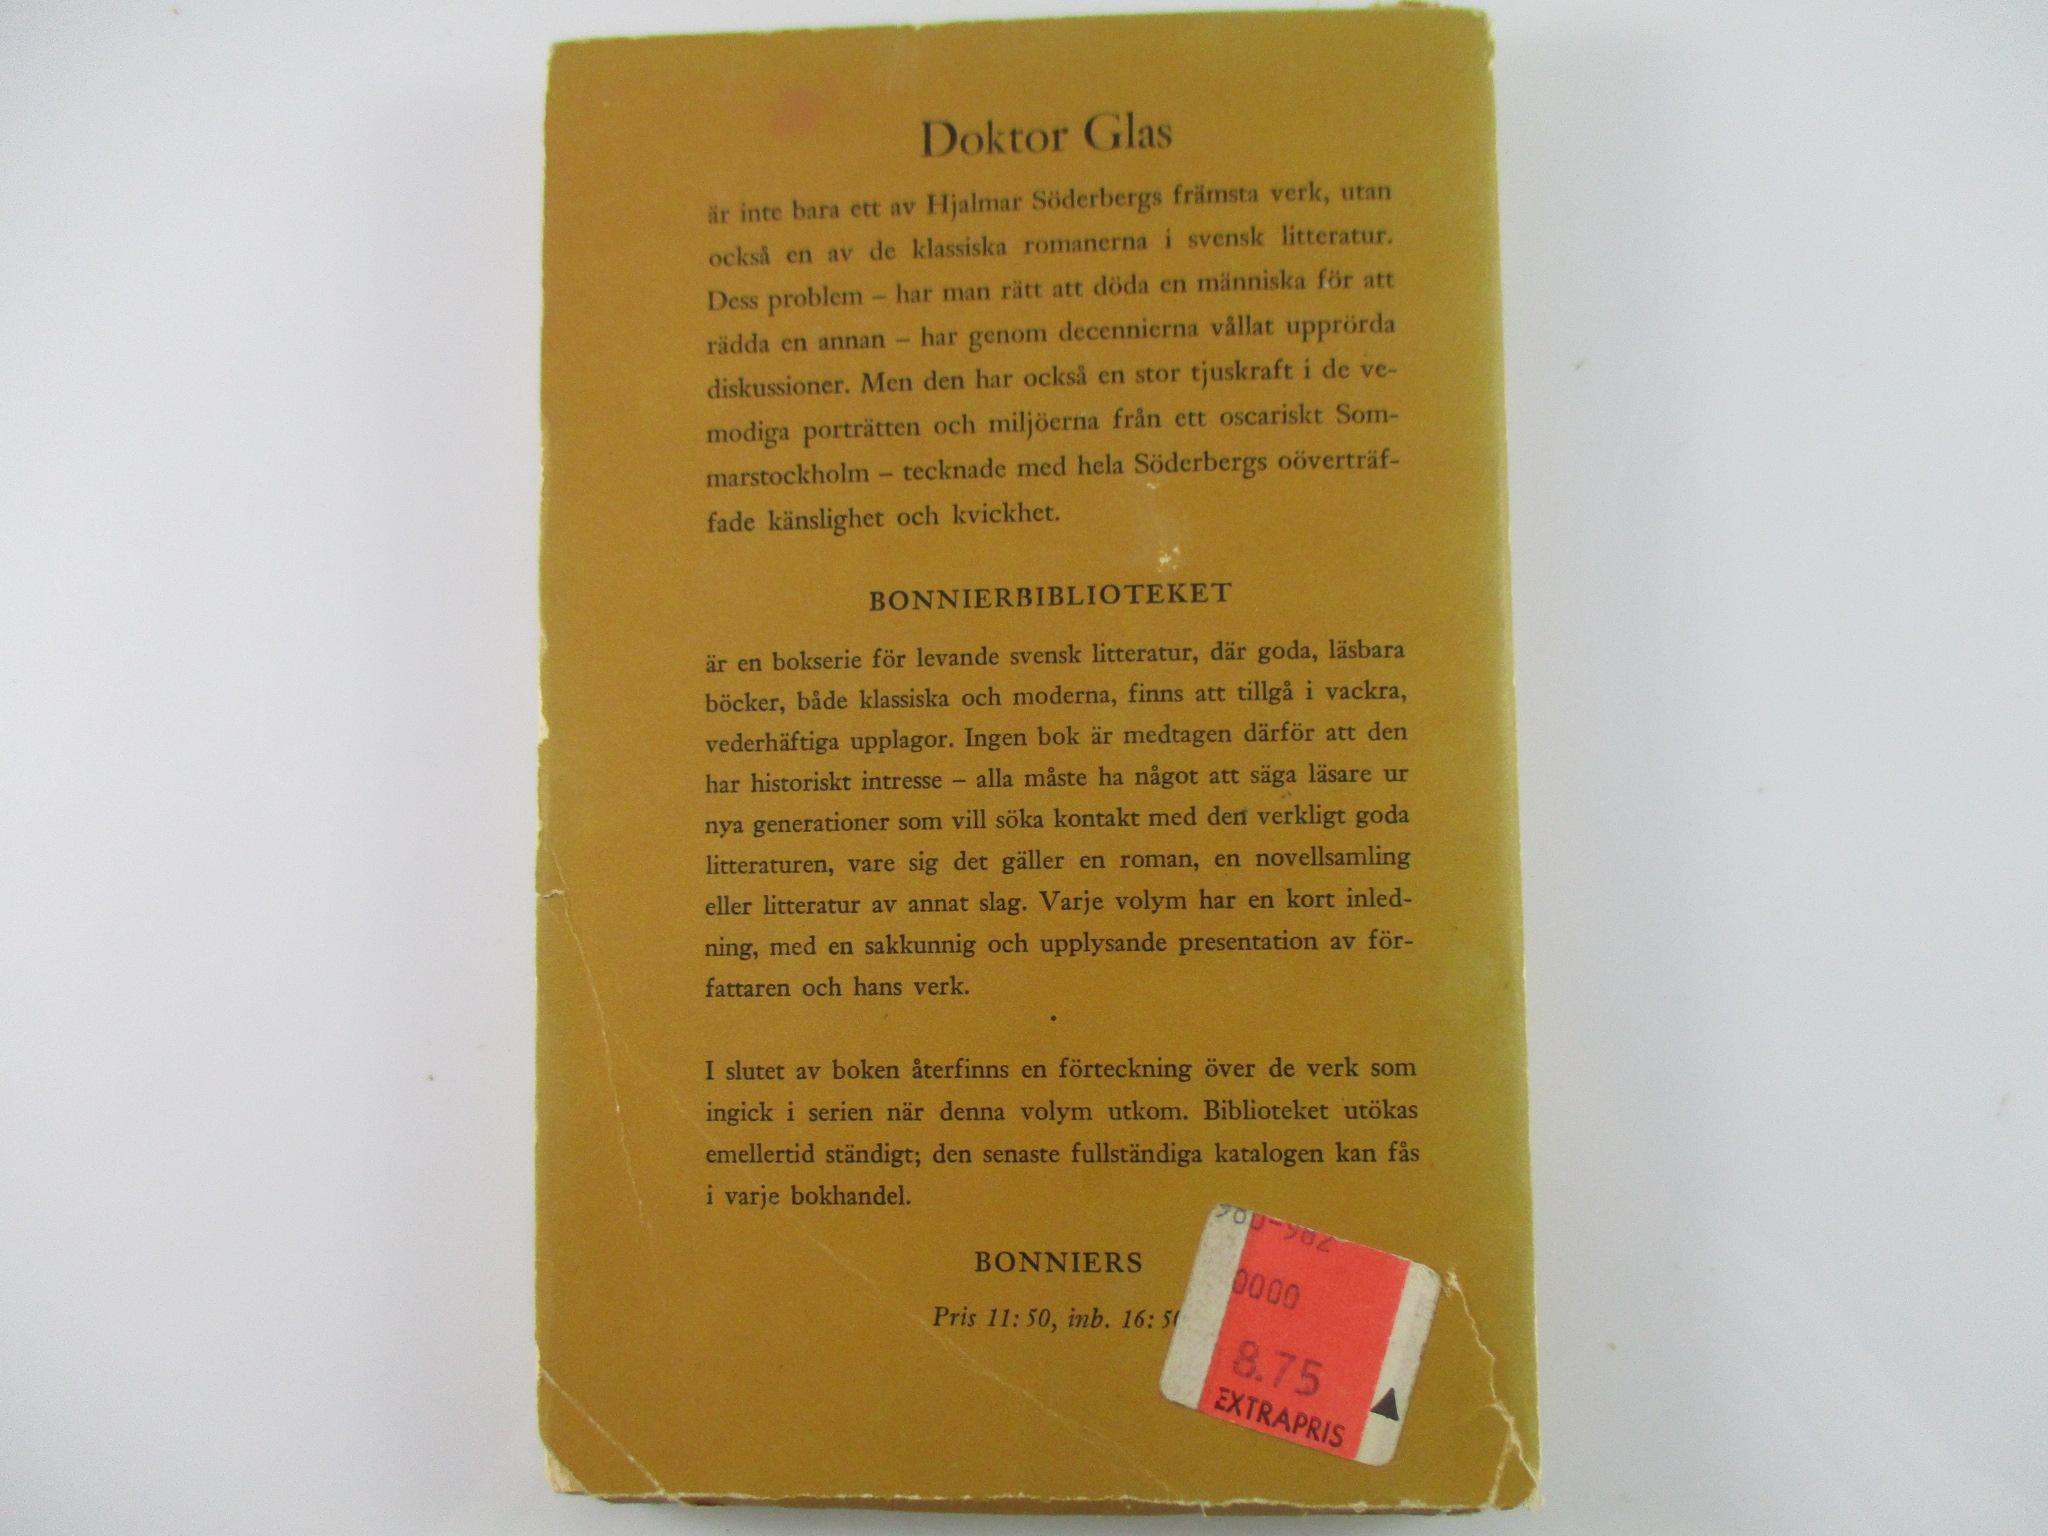 Doktor Glas
är inte bara ett av Hjalmar Söderbergs främsta verk, utan
också en av de klassiska romanerna i svensk litteratur.
Dess problem – har man rätt att döda en människa för att
rädda en annan – har genom decennierna vållat upprörda
diskussioner. Men den har också en stor tjuskraft i de ve-
modiga porträtten och miljöerna från ett oscariskt Som-
marstockholm – tecknade med hela Söderbergs oöverträf-
fade känslighet och kvickhet.
BONNIERBIBLIOTEKET
är en bokserie för levande svensk litteratur, där goda, läsbara
böcker, både klassiska och moderna, finns att tillgå i vackra,
vederhäftiga upplagor. Ingen bok är medtagen därför att den
har historiskt intresse – alla måste ha något att säga läsare ur
nya generationer som vill söka kontakt med den verkligt goda
litteraturen, vare sig det gäller en roman, en novellsamling
eller litteratur av annat slag. Varje volym har en kort inled-
ning, med en sakkunnig och upplysande presentation av för-
fattaren och hans verk.
I slutet av boken återfinns en förteckning över de verk som
ingick i serien när denna volym utkom. Biblioteket utökas
emellertid ständigt; den senaste fullständiga katalogen kan fås
i varje bokhandel.
BONNIERS
Pris 11: 50, inb. 16: 50
0000
8.75
EXTRAPRIS